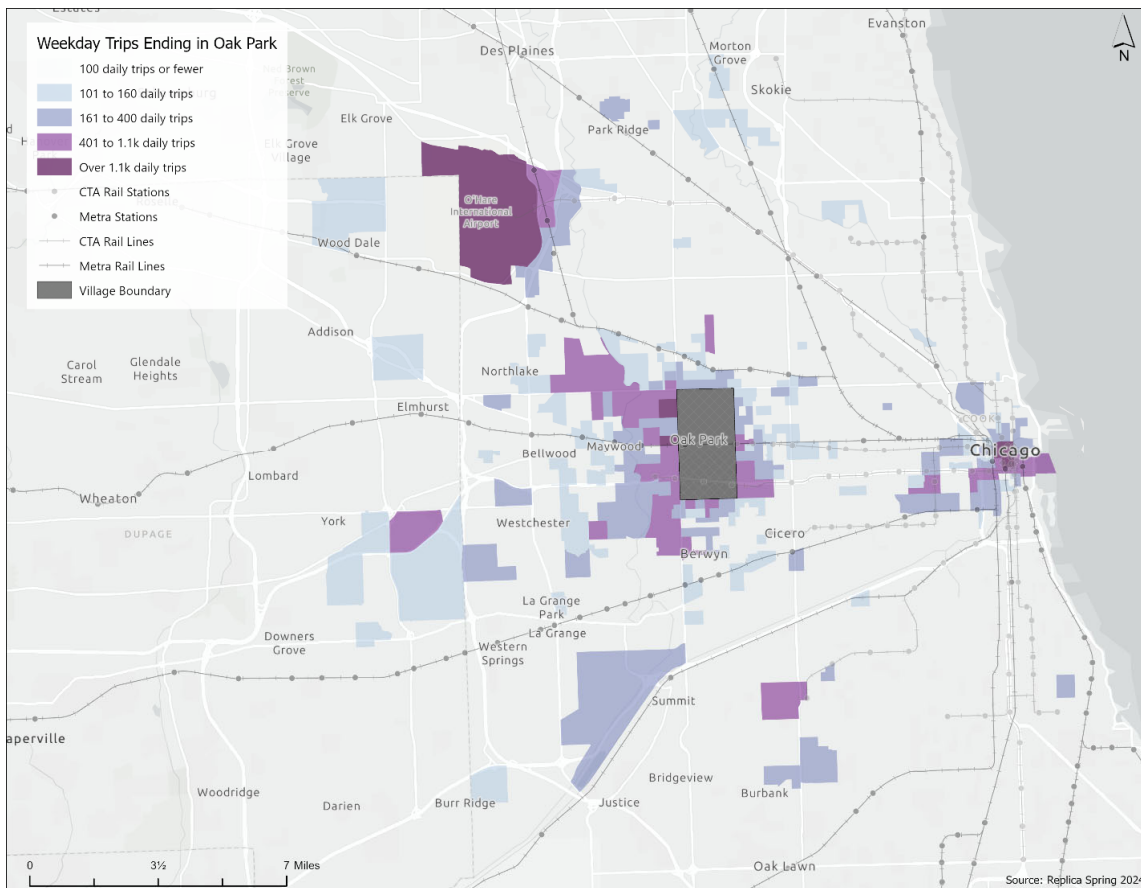 Estates
Evanston
Weekday Trips Ending in Oak Park
100 daily trips or fewer
101 to 160 daily trips
161 to 400 daily trips
401 to 1.1k daily trips
Over 1.1k daily trips
CTA Rail Stations
Metra Stations
CTA Rail Lines
Metra Rail Lines
Village Boundary
Des Plaines
Morton
Grove
N
Skokie
Elk Grove
Park Ridge
Elk Grove
Village
O'Hare
International
Airport
Wood Dale
Addison
Carol
Stream
Glendale
Heights
Northlake
Elmhurst
COOK
Oak Park
Maywood
Bellwood
Chicago
Lombard
Wheaton
York
Westchester
DUPAGE
Cicero
Berwyn
La Grange
Park
La Grange
Downers
Grove
Western
Springs
Summit
aperville
Bridgeview
Woodridge
Darien
Burr Ridge
Justice
Burbank
0 3½ 7 Miles
Oak Lawn
Source: Replica Spring 2024